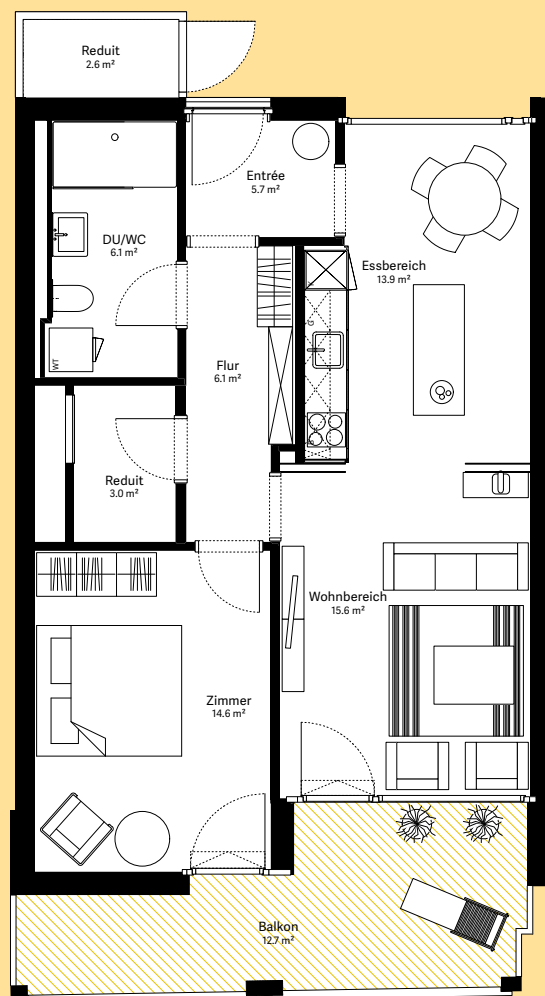 Reduit
2.6 m²
Entrée
5.7 m²
DU/WC
6.1 m²
Essbereich
13.9 m²
G
WT
Flur
6.1 m²
Reduit
3.0 m²
Wohnbereich
15.6 m²
Zimmer
14.6 m²
Balkon
12.7 m²